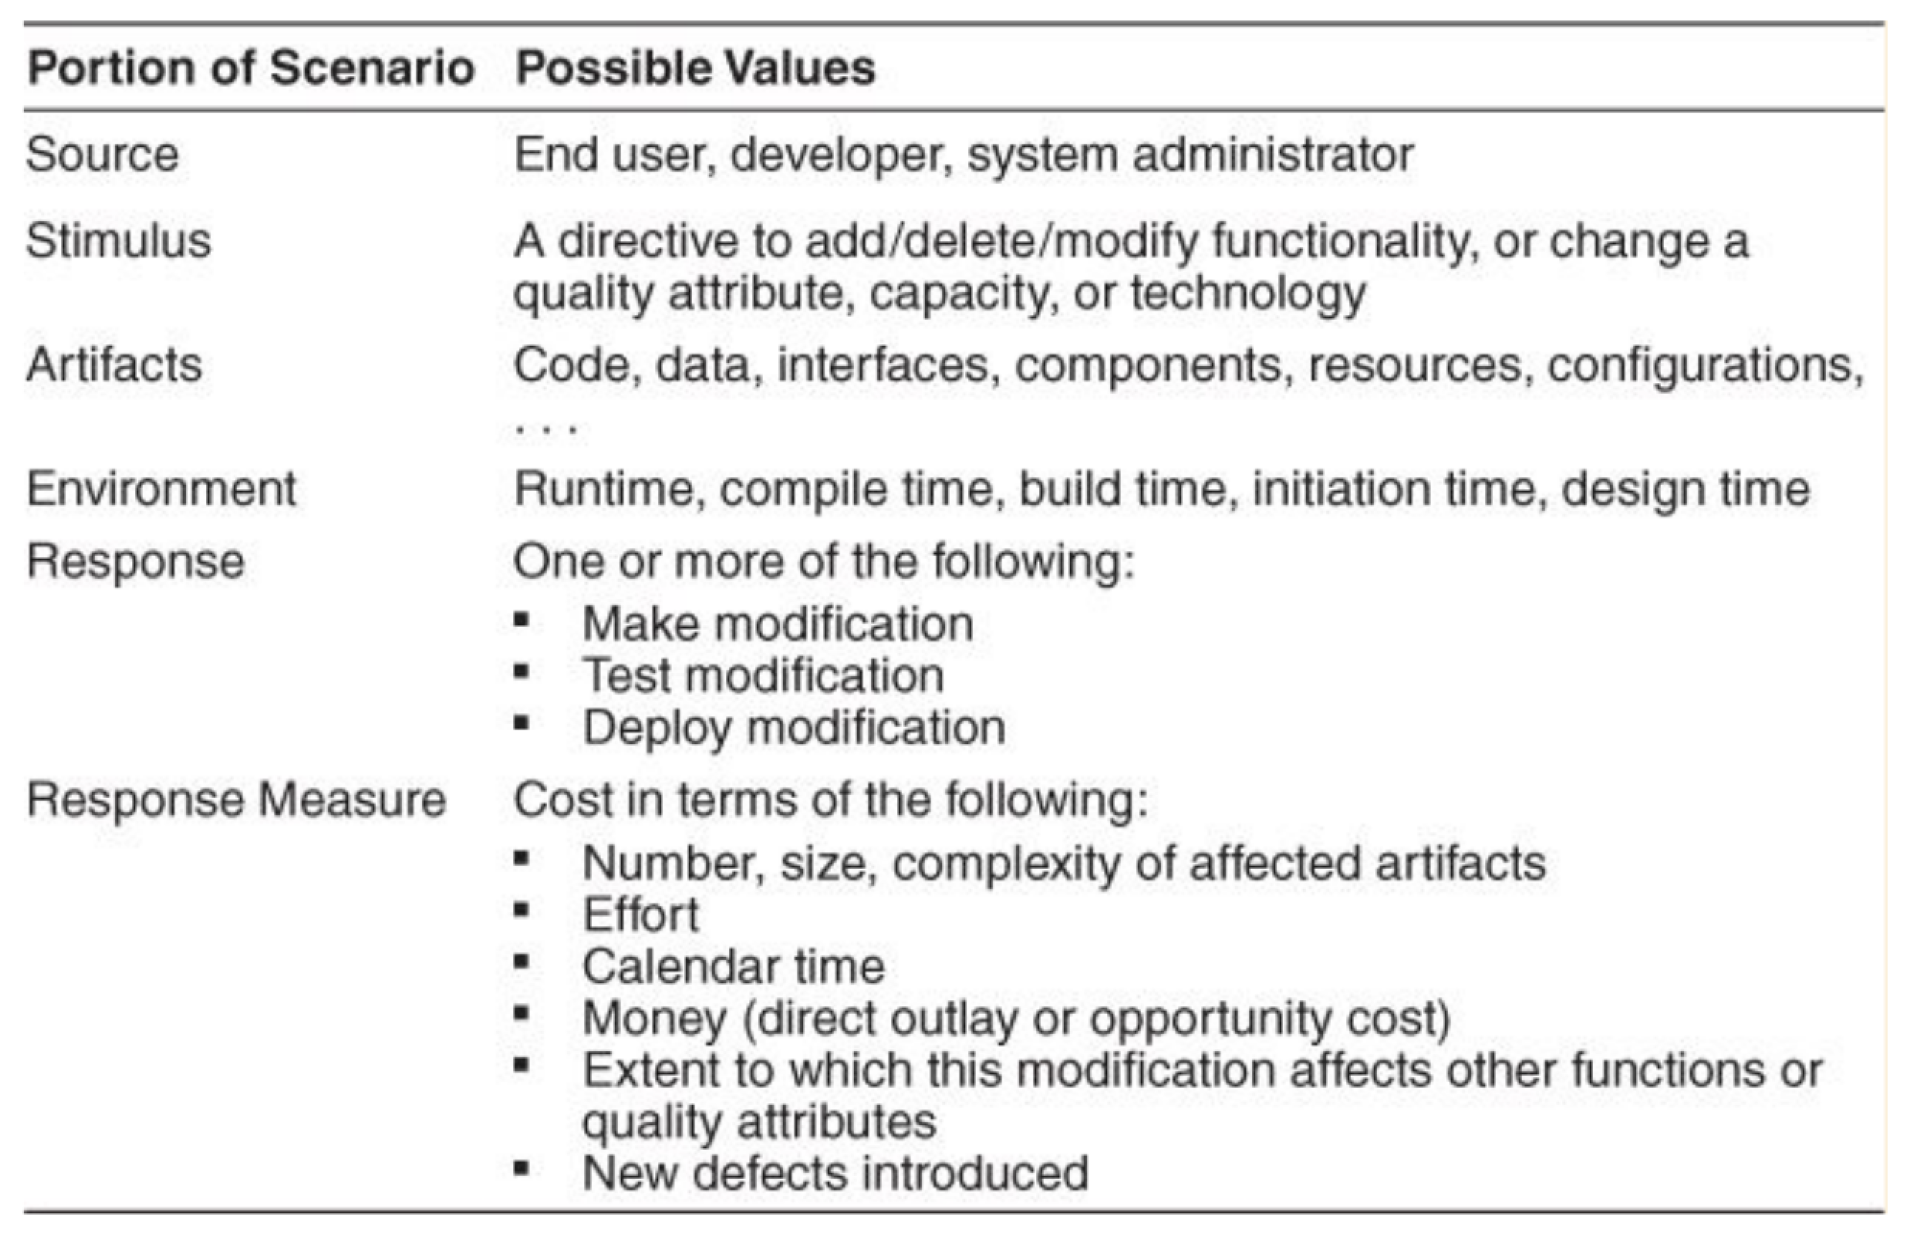 Portion of Scenario Possible Values
Source End user, developer, system administrator
Stimulus A directive to add/delete/modify functionality, or change a
quality attribute, capacity, or technology
Artifacts Code, data, interfaces, components, resources, configurations,
. . .
Environment Runtime, compile time, build time, initiation time, design time
Response One or more of the following:
▪ Make modification
▪ Test modification
▪ Deploy modification
Response Measure Cost in terms of the following:
▪ Number, size, complexity of affected artifacts
▪ Effort
▪ Calendar time
▪ Money (direct outlay or opportunity cost)
▪ Extent to which this modification affects other functions or
quality attributes
▪ New defects introduced